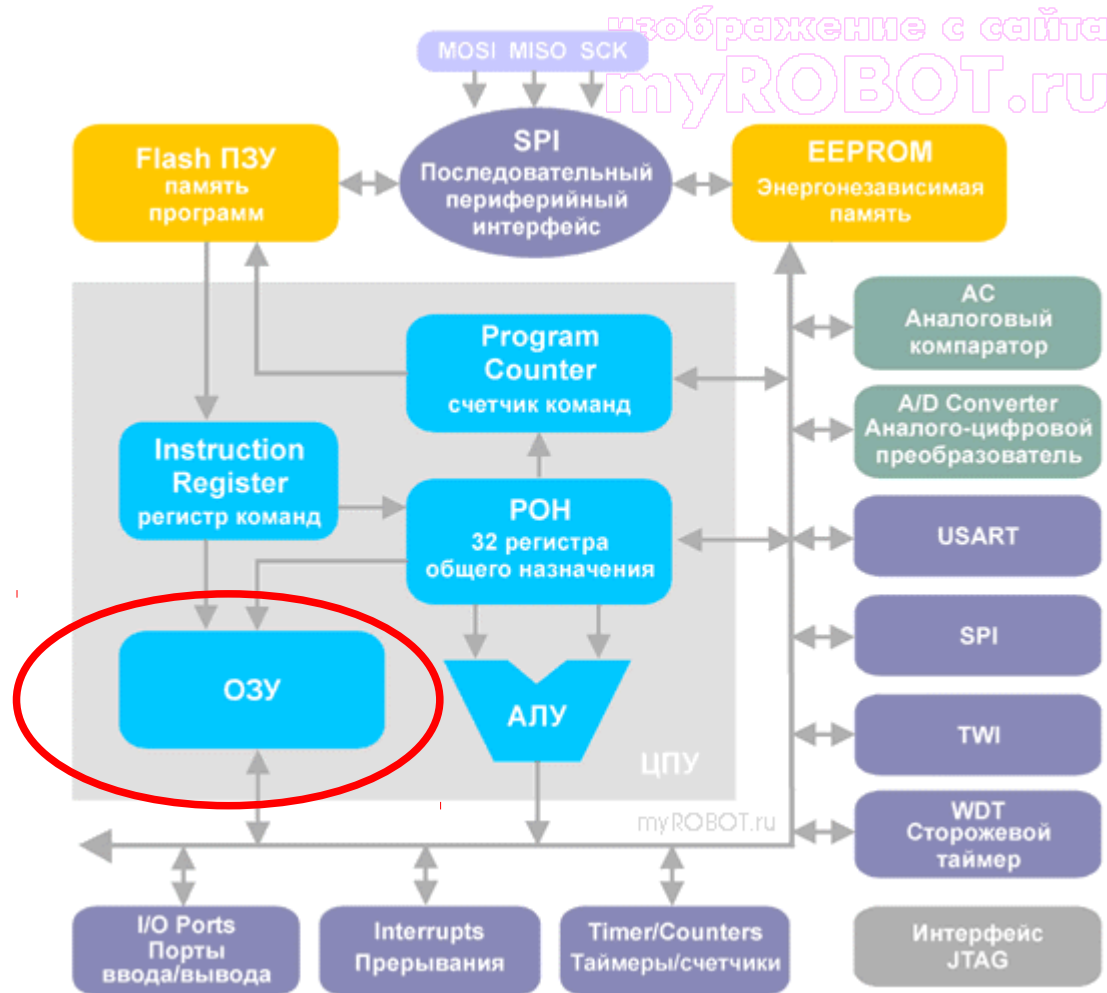 изображение с сайта
myROBOT.ru
MOSI MISO SCK
Flash ПЗУ
память
программ
SPI
Последовательный
периферийный
интерфейс
EEPROM
Энергонезависимая
память
AC
Аналоговый
компаратор
Program
Counter
счетчик команд
A/D Converter
Аналого-цифровой
преобразователь
Instruction
Register
регистр команд
РОН
32 регистра
общего назначения
USART
SPI
ОЗУ
АЛУ
TWI
ЦПУ
myROBOT.ru
WDT
Сторожевой
таймер
I/O Ports
Порты
ввода/вывода
Interrupts
Прерывания
Timer/Counters
Таймеры/счетчики
Интерфейс
JTAG